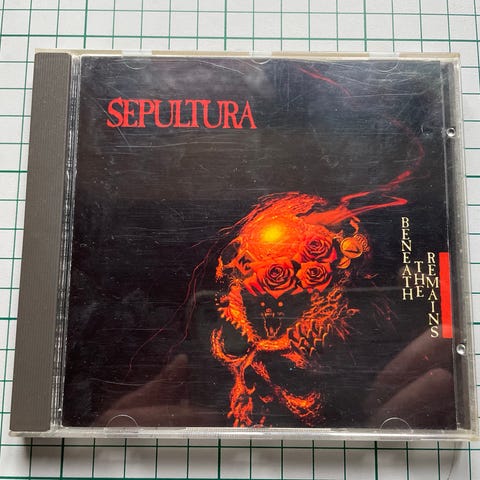 SEPULTURA
BENEATH
THE
REMAINS